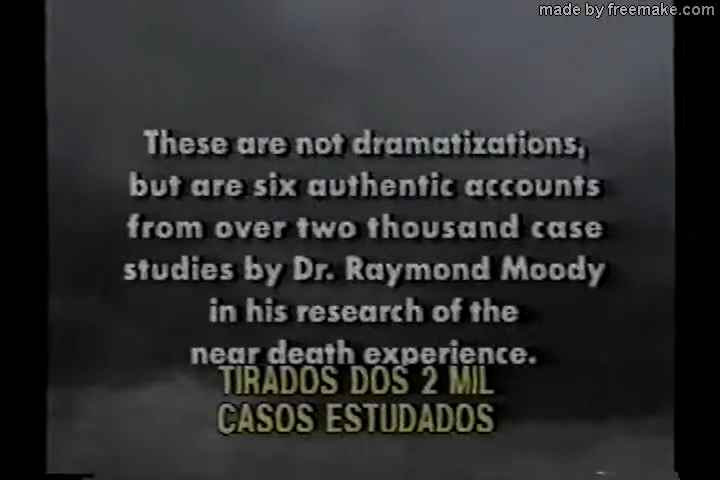 made by freemake.com
These are not dramatizations,
but are six authentic accounts
from over two thousand case
studies by Dr. Raymond Moody
in his research of the
near death experience.
TIRADOS DOS 2 MIL
CASOS ESTUDADOS